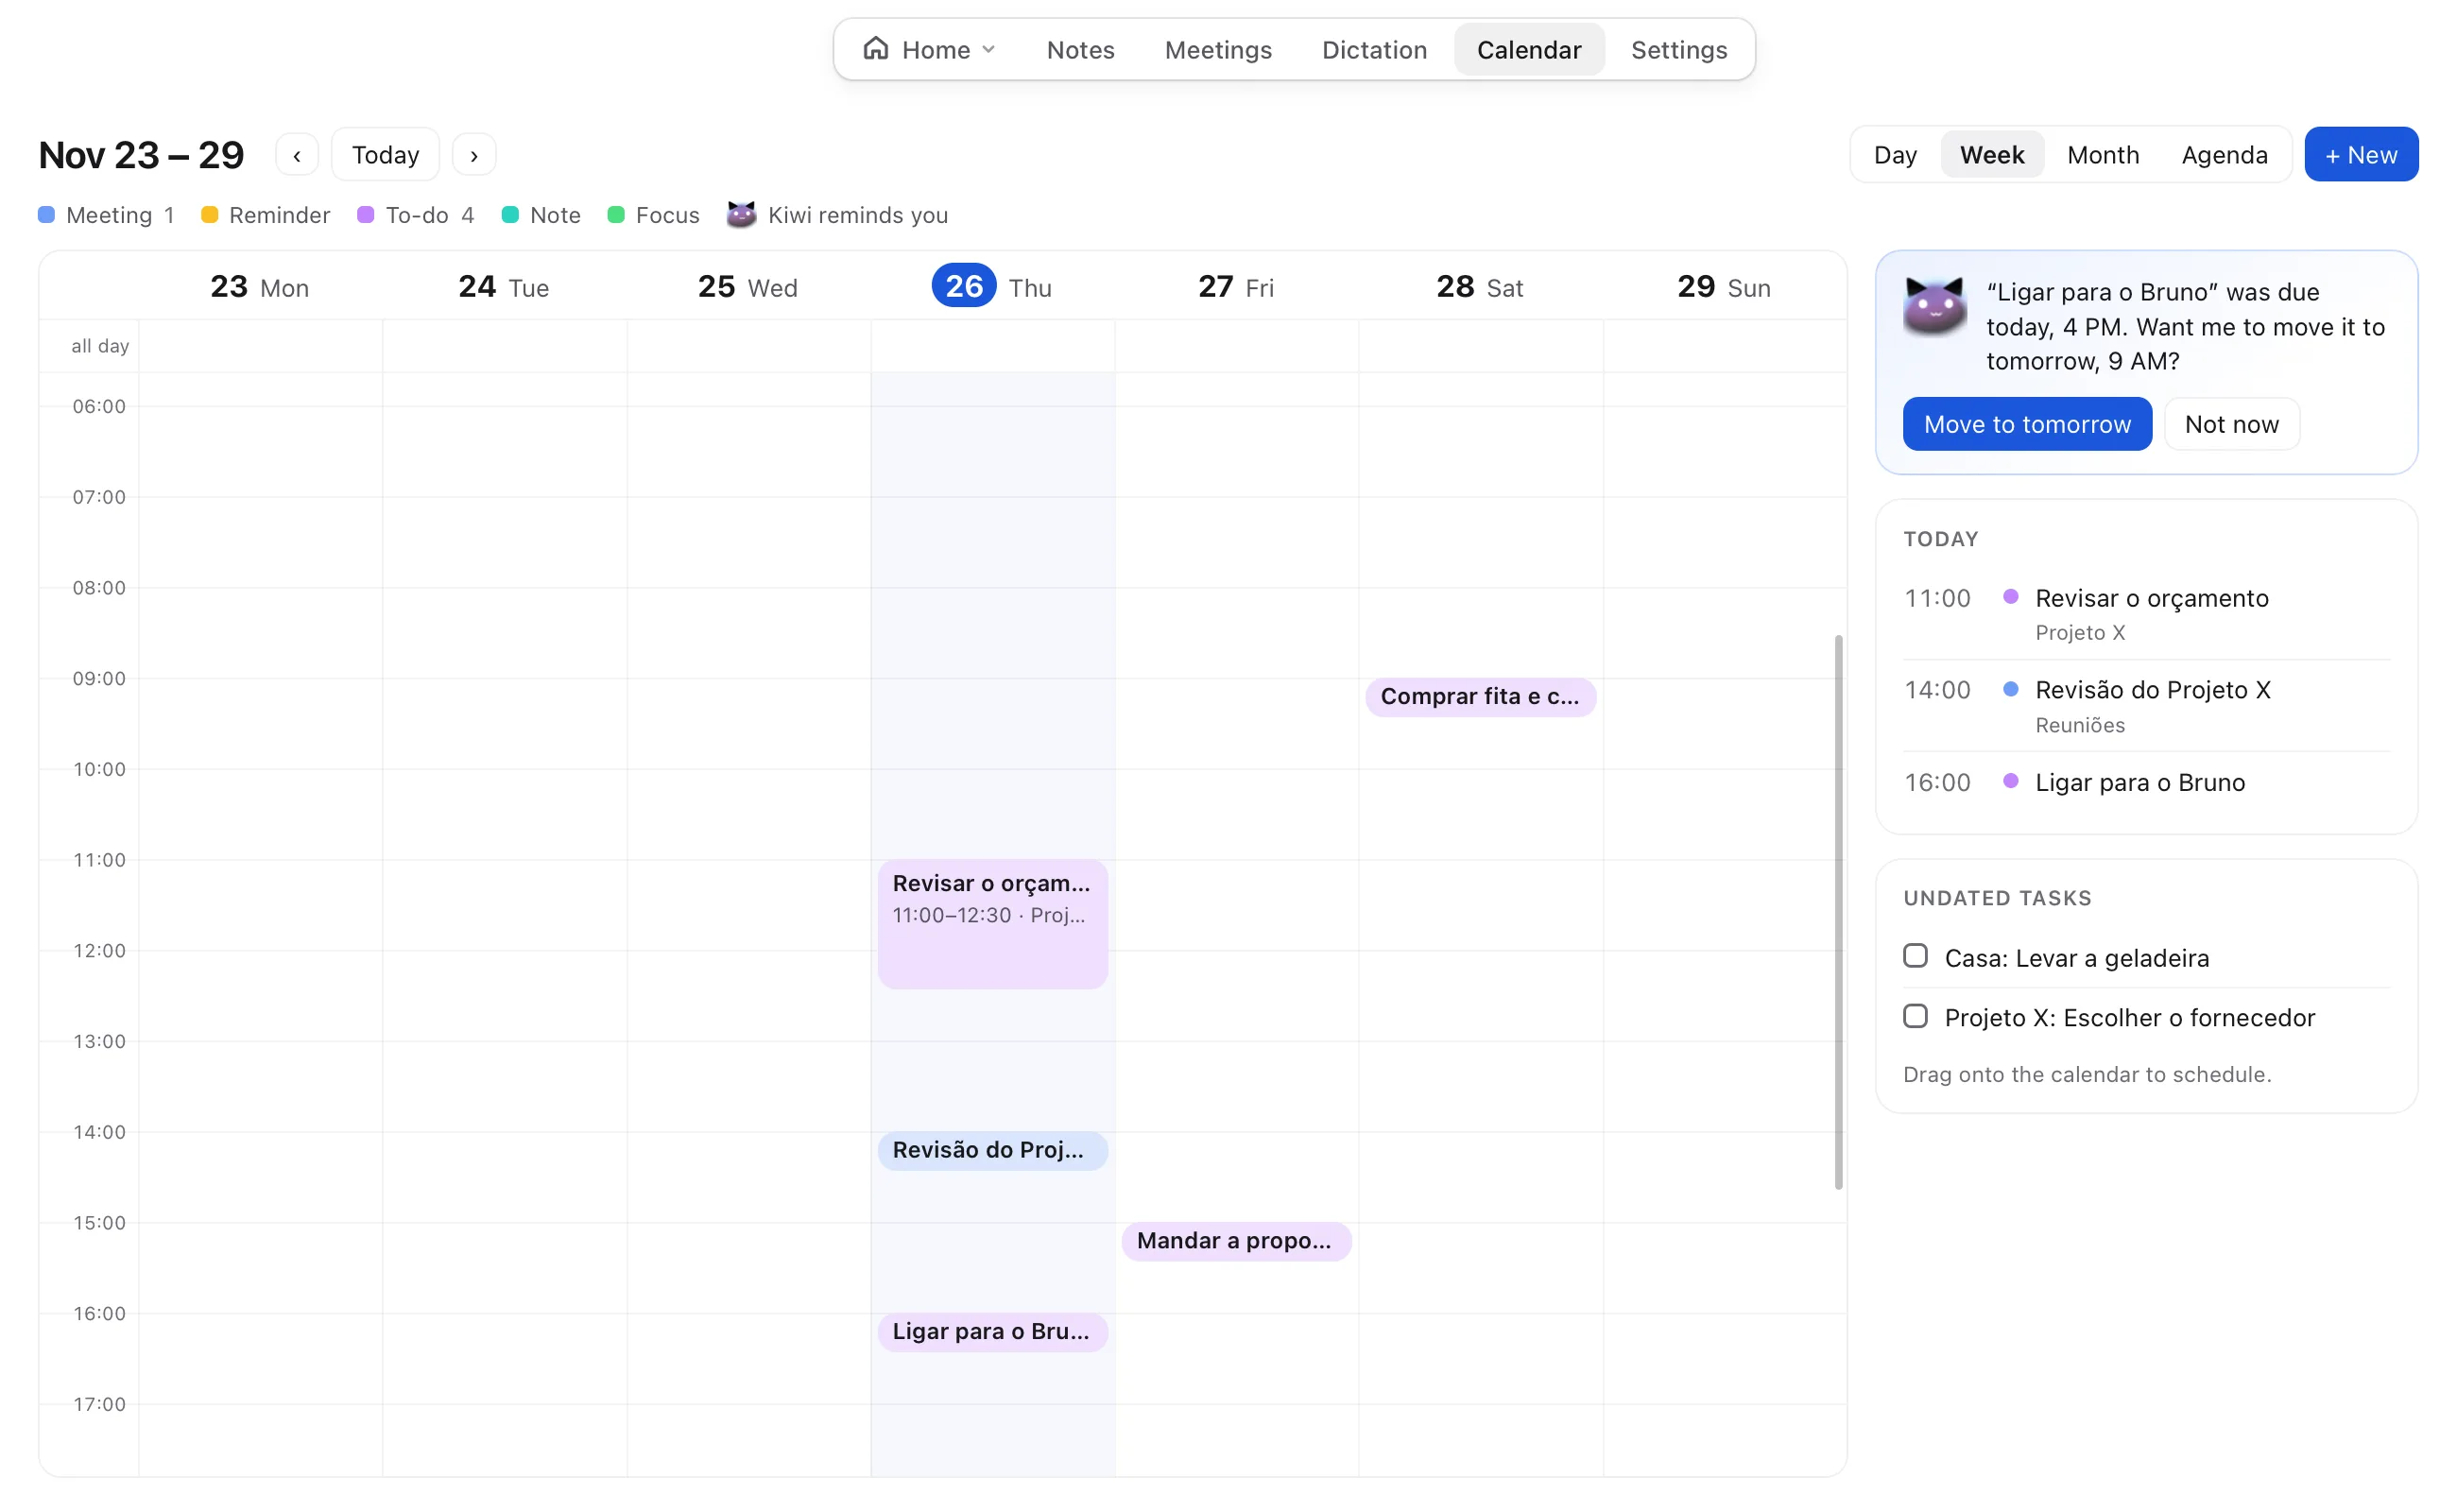 Home
Notes
Meetings
Dictation
Calendar
Settings
Nov 23 – 29
‹
Today
›
Day
Week
Month
Agenda
+ New
Meeting 1
Reminder
To-do 4
Note
Focus
Kiwi reminds you
23 Mon
24 Tue
25 Wed
26 Thu
27 Fri
28 Sat
29 Sun
all day
06:00
07:00
08:00
09:00
Comprar fita e c...
10:00
11:00
Revisar o orçam...
11:00–12:30 · Proj...
12:00
13:00
14:00
Revisão do Proj...
15:00
Mandar a propo...
16:00
Ligar para o Bru...
17:00
“Ligar para o Bruno” was due
today, 4 PM. Want me to move it to
tomorrow, 9 AM?
Move to tomorrow
Not now
TODAY
11:00 Revisar o orçamento
Projeto X
14:00 Revisão do Projeto X
Reuniões
16:00 Ligar para o Bruno
UNDATED TASKS
Casa: Levar a geladeira
Projeto X: Escolher o fornecedor
Drag onto the calendar to schedule.